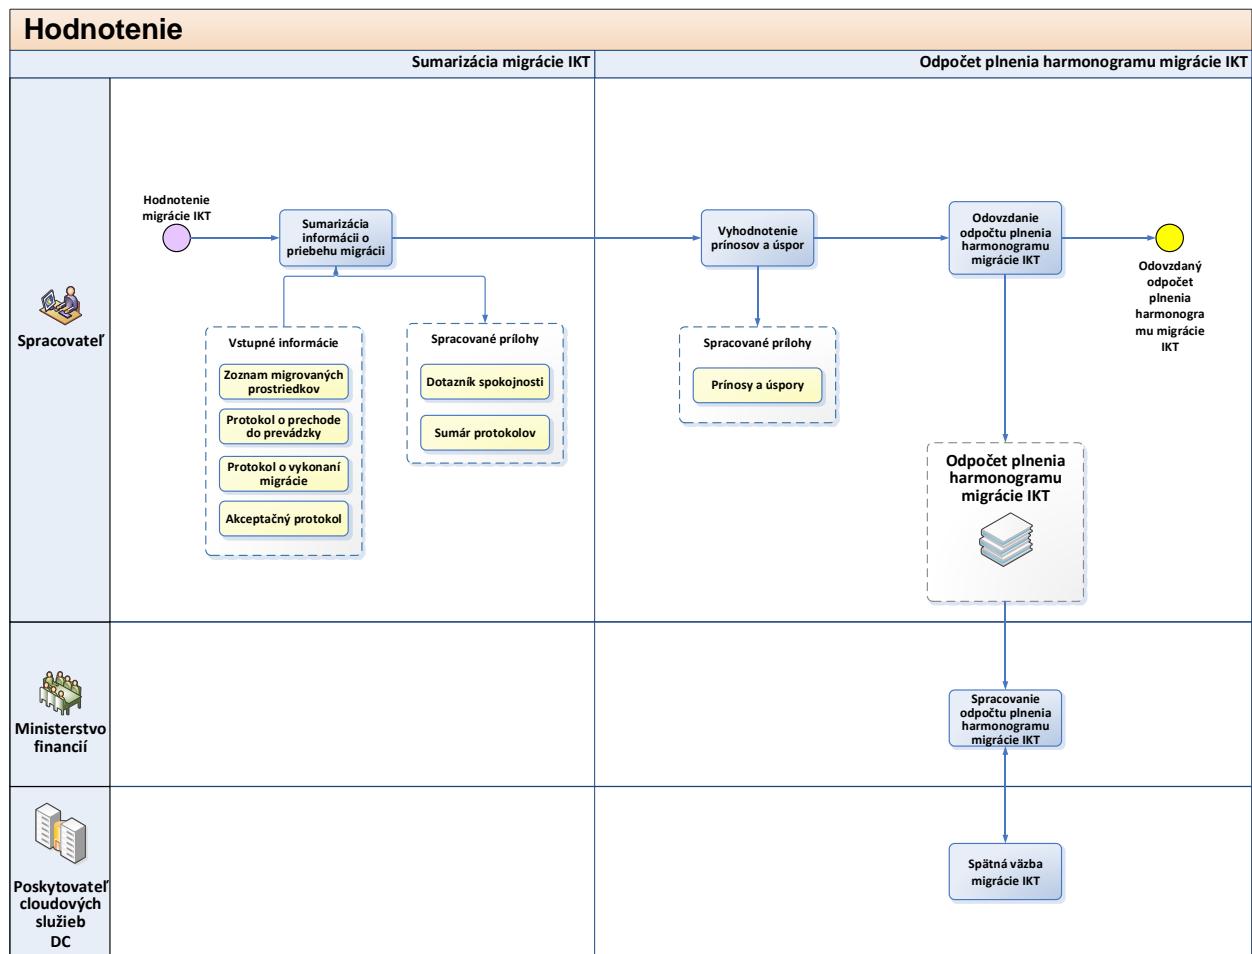 Hodnotenie
Sumarizácia migrácie IKT
Odpočet plnenia harmonogramu migrácie IKT
Spracovateľ
Hodnotenie
migrácie IKT
Sumarizácia
informácii o
priebehu migrácii
Vyhodnotenie
prínosov a úspor
Odovzdanie
odpočtu plnenia
harmonogramu
migrácie IKT
Odovzdaný
odpočet
plnenia
harmonogra
mu migrácie
IKT
Vstupné informácie
Zoznam migrovaných
prostriedkov
Protokol o prechode
do prevádzky
Protokol o vykonaní
migrácie
Akceptačný protokol
Spracované prílohy
Dotazník spokojnosti
Sumár protokolov
Spracované prílohy
Prínosy a úspory
Odpočet plnenia
harmonogramu
migrácie IKT
Ministerstvo
financií
Spracovanie
odpočtu plnenia
harmonogramu
migrácie IKT
Poskytovateľ
cloudových
služieb
DC
Spätná väzba
migrácie IKT